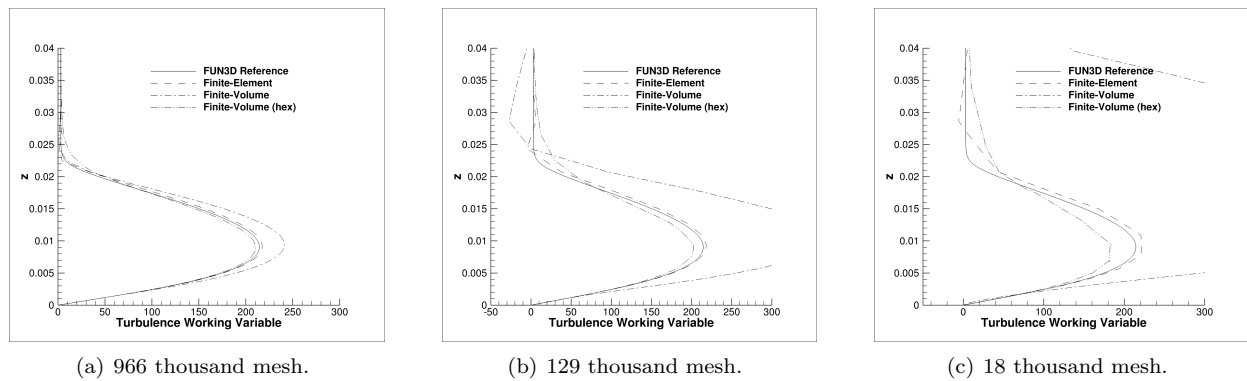 0.04
0.035
0.03
0.025
0.02
0.015
0.01
0.005
0
z
FUN3D Reference
Finite-Element
Finite-Volume
Finite-Volume (hex)
0 50 100 150 200 250 300
Turbulence Working Variable
(a) 966 thousand mesh.
0.04
0.035
0.03
0.025
0.02
0.015
0.01
0.005
0
z
FUN3D Reference
Finite-Element
Finite-Volume
Finite-Volume (hex)
-50 0 50 100 150 200 250 300
Turbulence Working Variable
(b) 129 thousand mesh.
0.04
0.035
0.03
0.025
0.02
0.015
0.01
0.005
0
z
FUN3D Reference
Finite-Element
Finite-Volume
Finite-Volume (hex)
0 100 200 300
Turbulence Working Variable
(c) 18 thousand mesh.